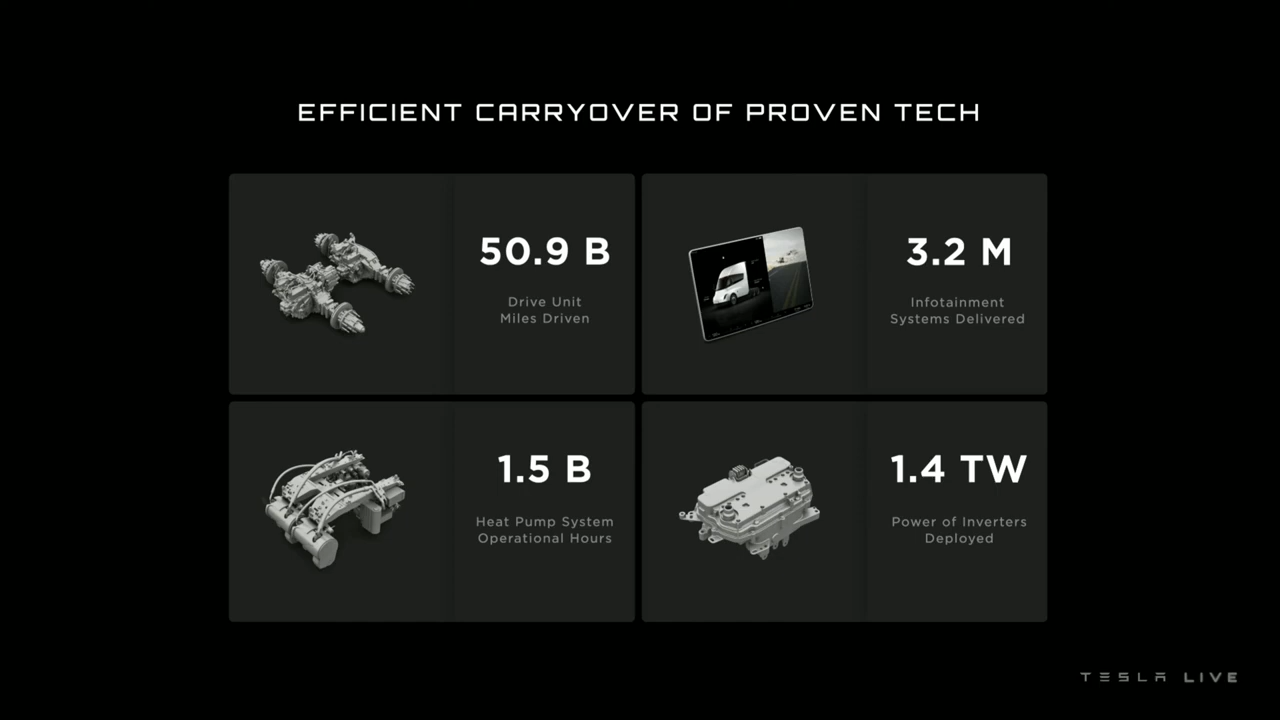 EFFICIENT CARRYOVER OF PROVEN TECH
50.9 B
Drive Unit
Miles Driven
3.2 M
Infotainment
Systems Delivered
1.5 B
Heat Pump System
Operational Hours
1.4 TW
Power of Inverters
Deployed
TESLA LIVE